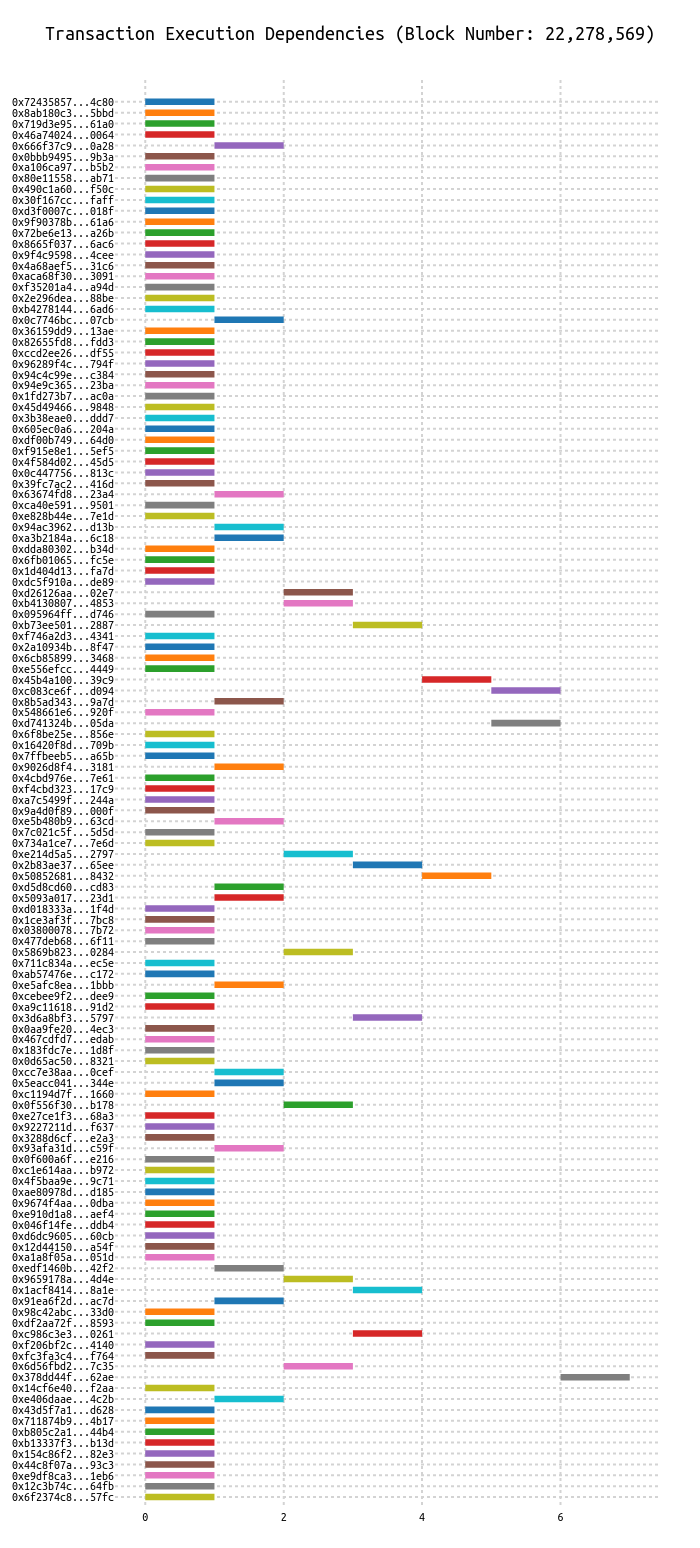 Transaction Execution Dependencies (Block Number: 22,278,569)
0x72435857...4c80
0x8ab180c3...5bbd
0x719d3e95...61a0
0x46a74024...0064
0x666f37c9...0a28
0x0bbb9495...9b3a
0xa106ca97...b5b2
0x80e11558...ab71
0x490c1a60...f50c
0x30f167cc...faff
0xd3f0007c...018f
0x9f90378b...61a6
0x72be6e13...a26b
0x8665f037...6ac6
0x9f4c9598...4cee
0x4a68aef5...31c6
0xaca68f30...3091
0xf35201a4...a94d
0x2e296dea...88be
0xb4278144...6ad6
0x0c7746bc...07cb
0x36159dd9...13ae
0x82655fd8...fdd3
0xccd2ee26...df55
0x96289f4c...794f
0x94c4c99e...c384
0x94e9c365...23ba
0x1fd273b7...ac0a
0x45d49466...9848
0x3b38eae0...ddd7
0x605ec0a6...204a
0xdf00b749...64d0
0xf915e8e1...5ef5
0x4f584d02...45d5
0x0c447756...813c
0x39fc7ac2...416d
0x63674fd8...23a4
0xca40e591...9501
0xe828b44e...7e1d
0x94ac3962...d13b
0xa3b2184a...6c18
0xdda80302...b34d
0x6fb01065...fc5e
0x1d404d13...fa7d
0xdc5f910a...de89
0xd26126aa...02e7
0xb4130807...4853
0x095964ff...d746
0xb73ee501...2887
0xf746a2d3...4341
0x2a10934b...8f47
0x6cb85899...3468
0xe556efcc...4449
0x45b4a100...39c9
0xc083ce6f...d094
0x8b5ad343...9a7d
0x548661e6...920f
0xd741324b...05da
0x6f8be25e...856e
0x16420f8d...709b
0x7ffbeeb5...a65b
0x9026d8f4...3181
0x4cbd976e...7e61
0xf4cbd323...17c9
0xa7c5499f...244a
0x9a4d0f89...000f
0xe5b480b9...63cd
0x7c021c5f...5d5d
0x734a1ce7...7e6d
0xe214d5a5...2797
0x2b83ae37...65ee
0x50852681...8432
0xd5d8cd60...cd83
0x5093a017...23d1
0xd018333a...1f4d
0x1ce3af3f...7bc8
0x03800078...7b72
0x477deb68...6f11
0x5869b823...0284
0x711c834a...ec5e
0xab57476e...c172
0xe5afc8ea...1bbb
0xcebee9f2...dee9
0xa9c11618...91d2
0x3d6a8bf3...5797
0x0aa9fe20...4ec3
0x467cdfd7...edab
0x183fdc7e...1d8f
0x0d65ac50...8321
0xcc7e38aa...0cef
0x5eacc041...344e
0xc1194d7f...1660
0x0f556f30...b178
0xe27ce1f3...68a3
0x9227211d...f637
0x3288d6cf...e2a3
0x93afa31d...c59f
0x0f600a6f...e216
0xc1e614aa...b972
0x4f5baa9e...9c71
0xae80978d...d185
0x9674f4aa...0dba
0xe910d1a8...aef4
0x046f14fe...ddb4
0xd6dc9605...60cb
0x12d44150...a54f
0xa1a8f05a...051d
0xedf1460b...42f2
0x9659178a...4d4e
0x1acf8414...8a1e
0x91ea6f2d...ac7d
0x98c42abc...33d0
0xdf2aa72f...8593
0xc986c3e3...0261
0xf206bf2c...4140
0xfc3fa3c4...f764
0x6d56fbd2...7c35
0x378dd44f...62ae
0x14cf6e40...f2aa
0xe406daae...4c2b
0x43d5f7a1...d628
0x711874b9...4b17
0xb805c2a1...44b4
0xb13337f3...b13d
0x154c86f2...82e3
0x44c8f07a...93c3
0xe9df8ca3...1eb6
0x12c3b74c...64fb
0x6f2374c8...57fc
0 2 4 6